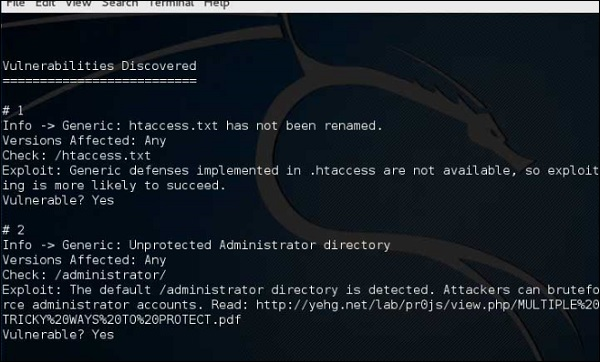 File Edit View Search Terminal Help
Vulnerabilities Discovered
==========================
# 1
Info -> Generic: htaccess.txt has not been renamed.
Versions Affected: Any
Check: /htaccess.txt
Exploit: Generic defenses implemented in .htaccess are not available, so exploit
ing is more likely to succeed.
Vulnerable? Yes
# 2
Info -> Generic: Unprotected Administrator directory
Versions Affected: Any
Check: /administrator/
Exploit: The default /administrator directory is detected. Attackers can brutefo
rce administrator accounts. Read: http://yehg.net/lab/pr0js/view.php/MULTIPLE%20
TRICKY%20WAYS%20TO%20PROTECT.pdf
Vulnerable? Yes